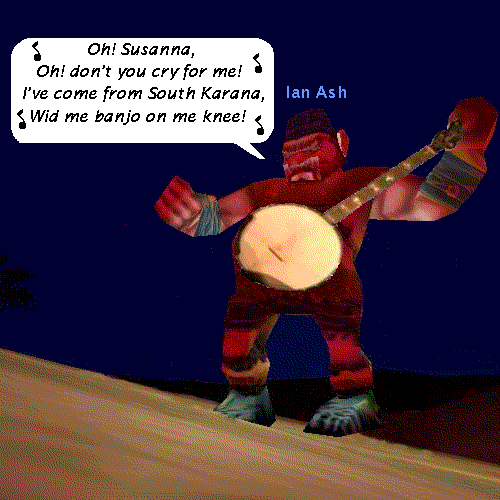 Oh! Susanna,
Oh! don't you cry for me!
I've come from South Karana,
Wid me banjo on me knee!
Ian Ash